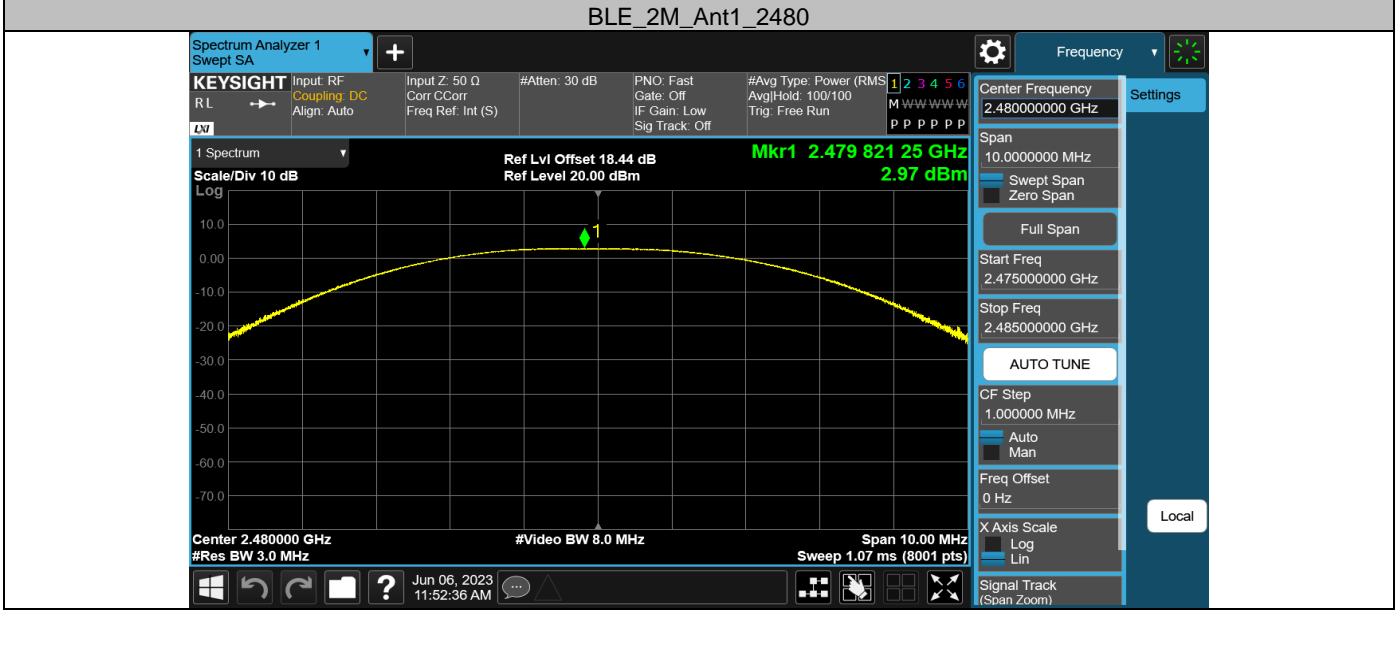 BLE_2M_Ant1_2480
Spectrum Analyzer 1
Swept SA
+
Frequency
KEYSIGHT
R L
LXI
Input: RF
Coupling: DC
Align: Auto
Input Z: 50 Ω
Corr CCorr
Freq Ref: Int (S)
#Atten: 30 dB
PNO: Fast
Gate: Off
IF Gain: Low
Sig Track: Off
#Avg Type: Power (RMS
Avg|Hold: 100/100
Trig: Free Run
1 2 3 4 5 6
M W W W W W
P P P P P P
1 Spectrum
Scale/Div 10 dB
Ref Lvl Offset 18.44 dB
Ref Level 20.00 dBm
Mkr1 2.479 821 25 GHz
2.97 dBm
Log
10.0
0.00
-10.0
-20.0
-30.0
-40.0
-50.0
-60.0
-70.0
1
Center 2.480000 GHz
#Res BW 3.0 MHz
#Video BW 8.0 MHz
Span 10.00 MHz
Sweep 1.07 ms (8001 pts)
Center Frequency
2.480000000 GHz
Span
10.0000000 MHz
Swept Span
Zero Span
Full Span
Start Freq
2.475000000 GHz
Stop Freq
2.485000000 GHz
AUTO TUNE
CF Step
1.000000 MHz
Auto
Man
Freq Offset
0 Hz
X Axis Scale
Log
Lin
Signal Track
(Span Zoom)
Settings
Local
?
Jun 06, 2023
11:52:36 AM